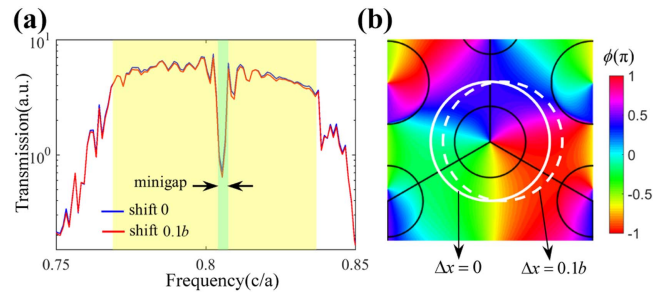 (a)
Transmission(a.u.)
10¹
10⁰
minigap
shift 0
shift 0.1b
0.75
0.8
0.85
Frequency(c/a)
(b)
ϕ(π)
1
0.5
0
-0.5
-1
Δx = 0
Δx = 0.1b